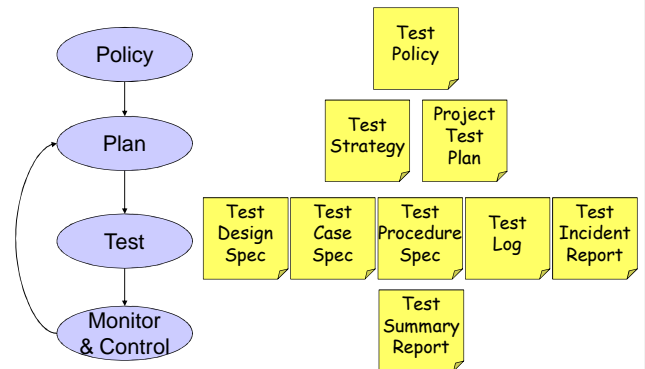 Policy
Test
Policy
Plan
Test
Strategy
Project
Test
Plan
Test
Test
Design
Spec
Test
Case
Spec
Test
Procedure
Spec
Test
Log
Test
Incident
Report
Monitor
& Control
Test
Summary
Report